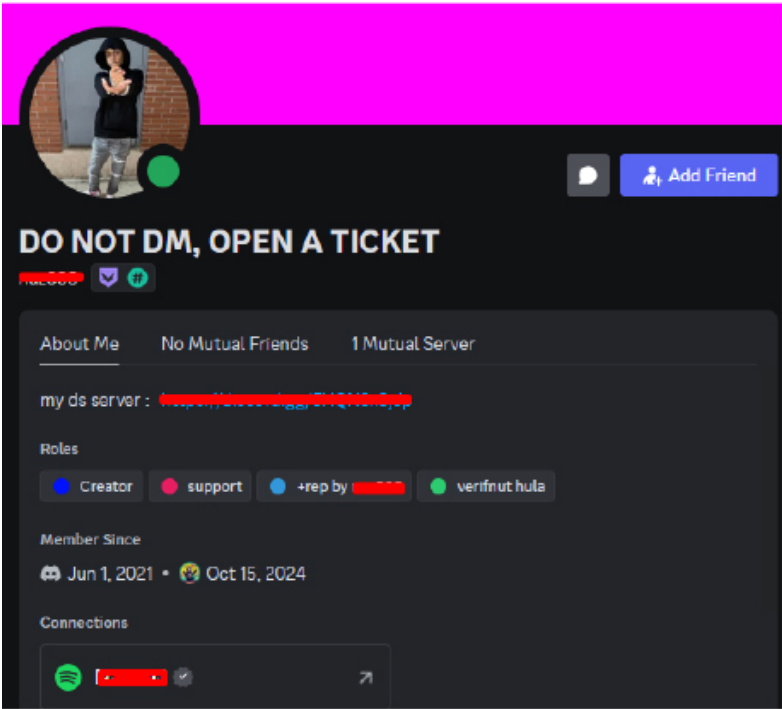 Add Friend
DO NOT DM, OPEN A TICKET
About Me No Mutual Friends 1 Mutual Server
my ds server :
Roles
Creator support +rep by verifnut hula
Member Since
Jun 1, 2021 • Oct 15, 2024
Connections